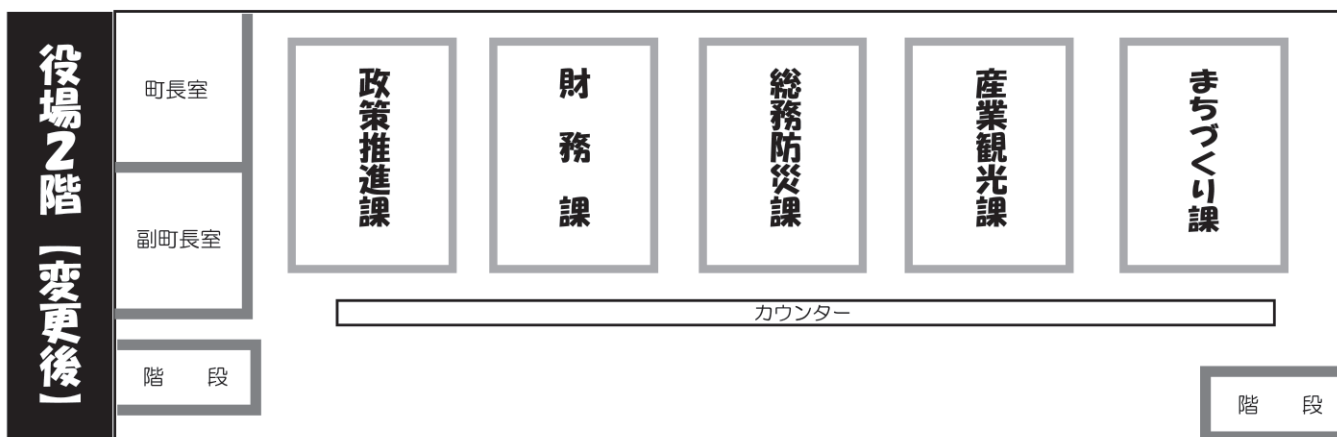 役場2階【変更後】
町長室
副町長室
階　段
政策推進課
財務課
総務防災課
産業観光課
まちづくり課
カウンター
階　段